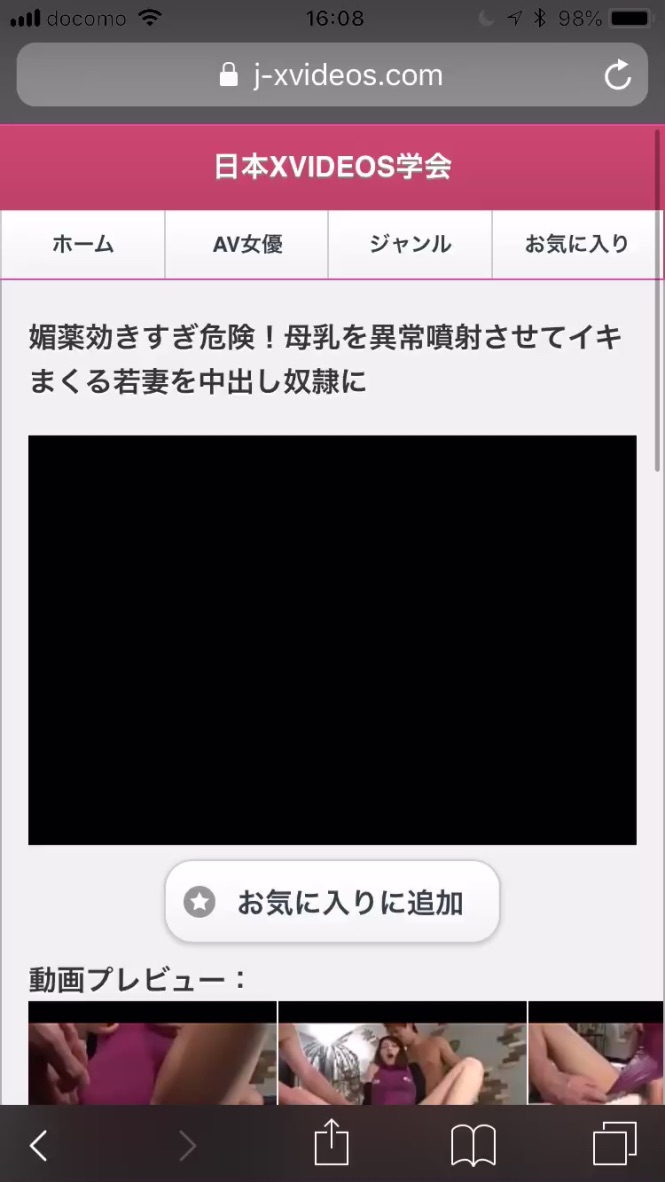 docomo 16:08 98%
j-xvideos.com
日本XVIDEOS学会
ホーム AV女優 ジャンル お気に入り
媚薬効きすぎ危険！母乳を異常噴射させてイキ
まくる若妻を中出し奴隷に
お気に入りに追加
動画プレビュー：